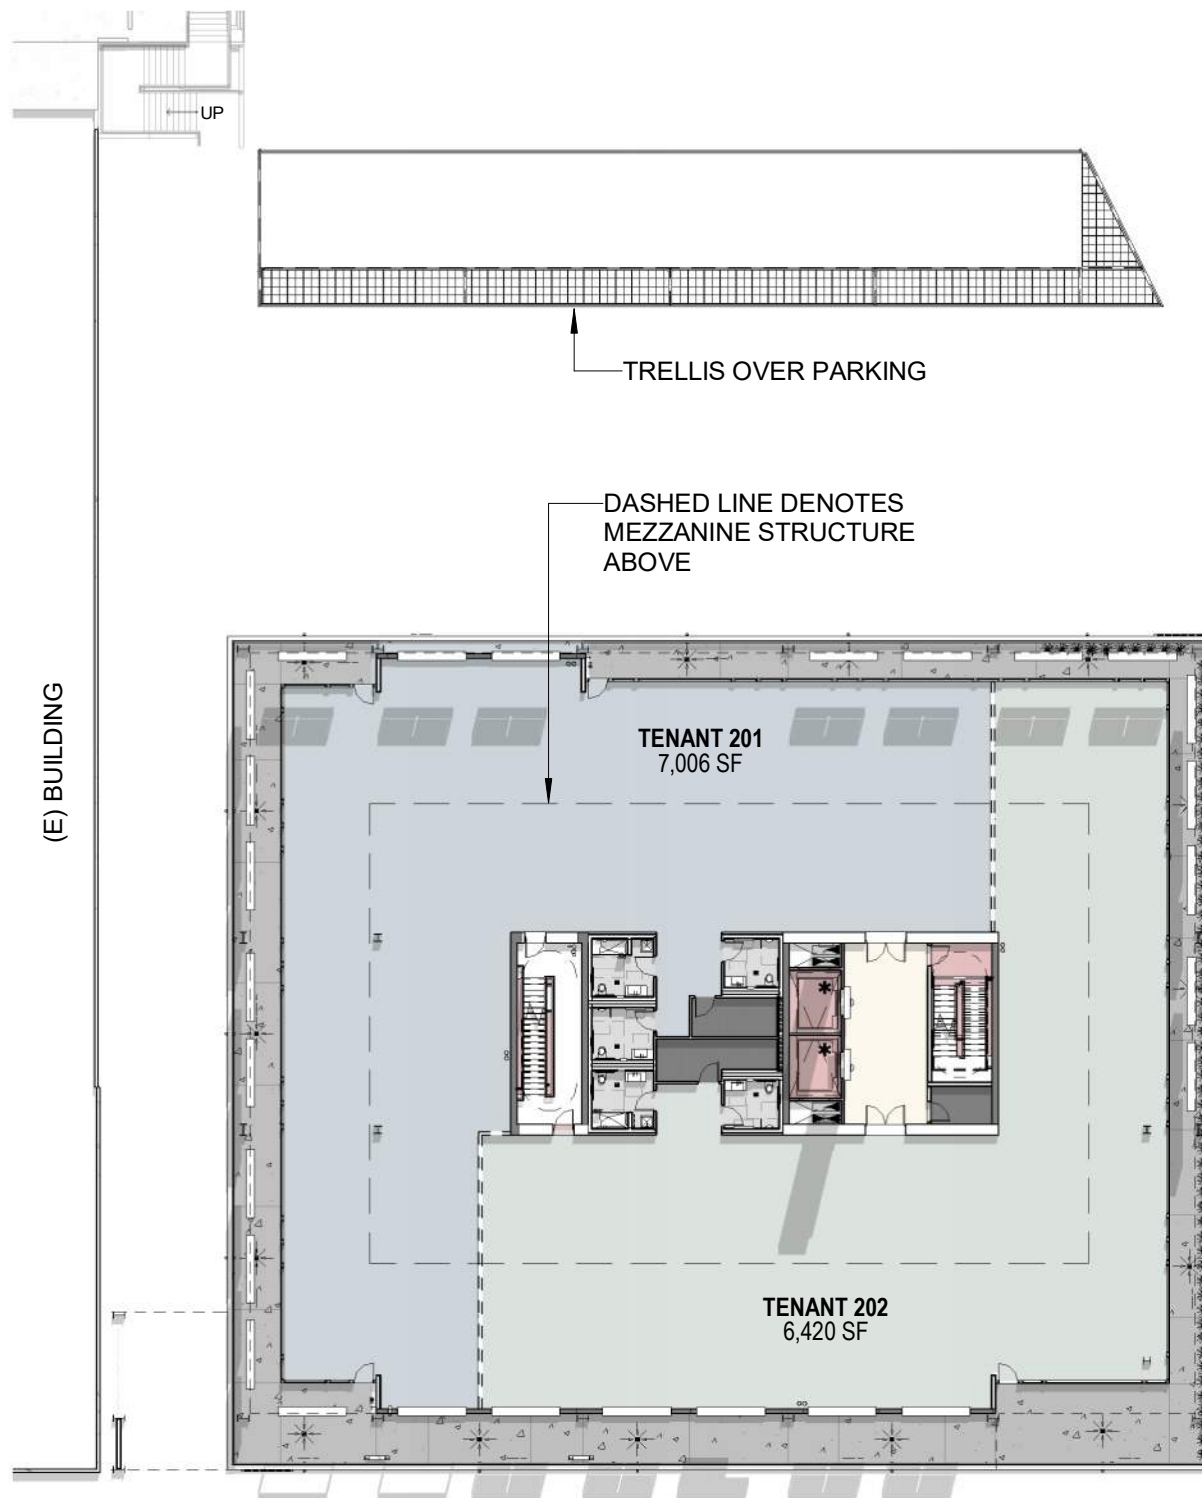 UP
TRELLIS OVER PARKING
DASHED LINE DENOTES
MEZZANINE STRUCTURE
ABOVE
(E) BUILDING
TENANT 201
7,006 SF
TENANT 202
6,420 SF